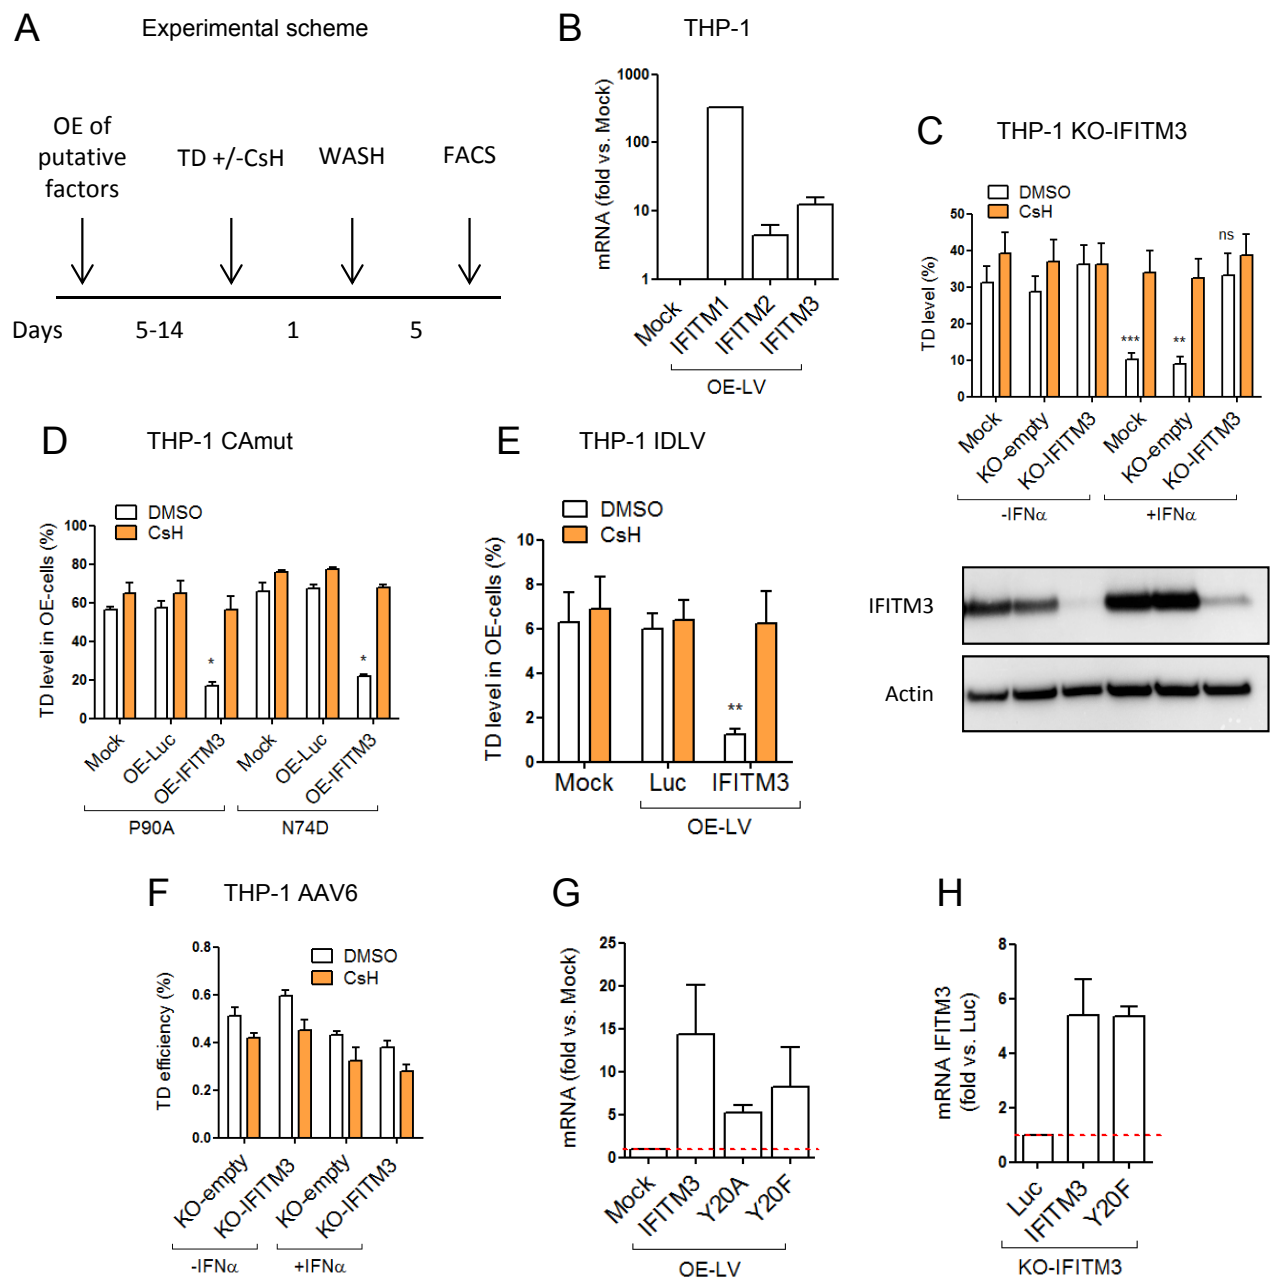 A
Experimental scheme
OE of
putative
factors
TD +/-CsH
WASH
FACS
Days
5-14
1
5
B
THP-1
mRNA (fold vs. Mock)
1000
100
10
1
Mock
IFITM1
IFITM2
IFITM3
OE-LV
C
THP-1 KO-IFITM3
DMSO
CsH
TD level (%)
50
40
30
20
10
0
***
**
ns
Mock
KO-empty
KO-IFITM3
Mock
KO-empty
KO-IFITM3
-IFNα
+IFNα
IFITM3
Actin
D
THP-1 CAmut
DMSO
CsH
TD level in OE-cells (%)
100
80
60
40
20
0
*
*
Mock
OE-Luc
OE-IFITM3
Mock
OE-Luc
OE-IFITM3
P90A
N74D
E
THP-1 IDLV
DMSO
CsH
TD level in OE-cells (%)
10
8
6
4
2
0
**
Mock
Luc
IFITM3
OE-LV
F
THP-1 AAV6
DMSO
CsH
TD efficiency (%)
0.8
0.6
0.4
0.2
0.0
KO-empty
KO-IFITM3
KO-empty
KO-IFITM3
-IFNα
+IFNα
G
mRNA (fold vs. Mock)
25
20
15
10
5
0
Mock
IFITM3
Y20A
Y20F
OE-LV
H
mRNA IFITM3
(fold vs. Luc)
8
6
4
2
0
Luc
IFITM3
Y20F
KO-IFITM3